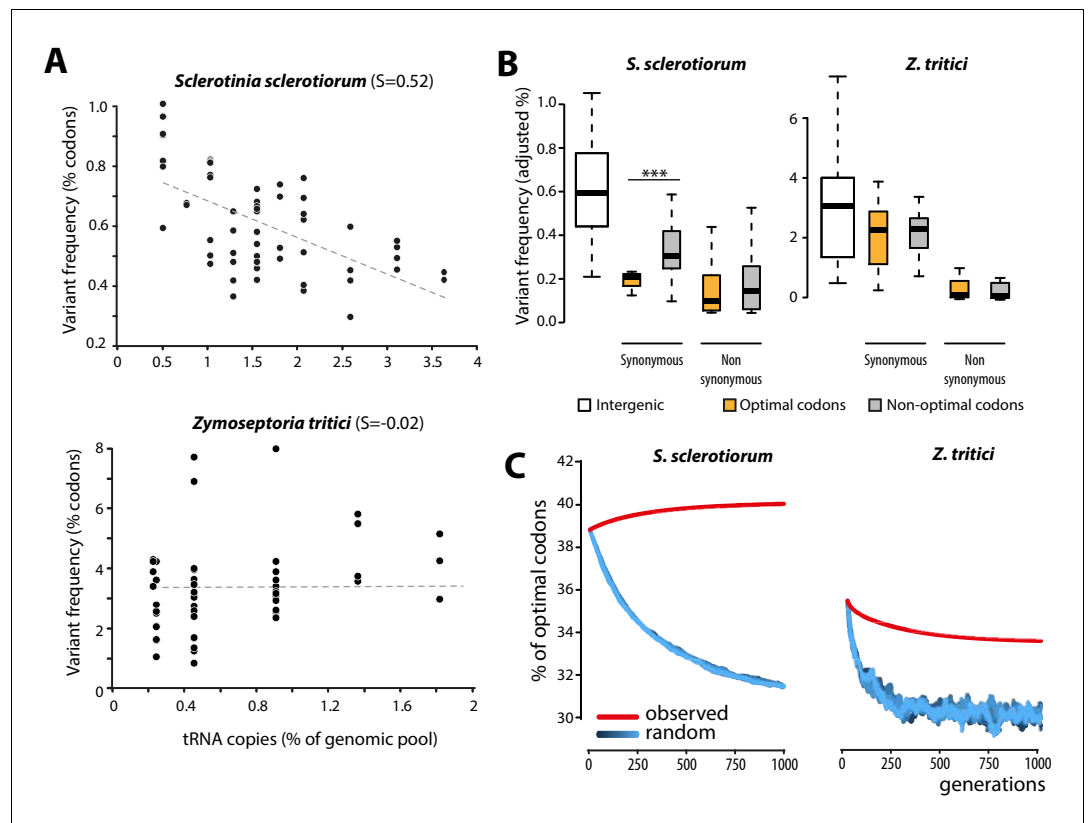 A
Sclerotinia sclerotiorum (S=0.52)
Variant frequency (% codons)
1.0
0.8
0.6
0.4
0.2
0 0.5 1 1.5 2 2.5 3 3.5 4
Zymoseptoria tritici (S=-0.02)
Variant frequency (% codons)
8
6
4
2
0
0 0.4 0.8 1.2 1.6 2
tRNA copies (% of genomic pool)
B
S. sclerotiorum
Z. tritici
Variant frequency (adjusted %)
1.0
0.8
0.6
0.4
0.2
0.0
***
6
4
2
0
Synonymous
Non
synonymous
Synonymous
Non
synonymous
Intergenic
Optimal codons
Non-optimal codons
C
S. sclerotiorum
Z. tritici
% of optimal codons
42
40
38
36
34
32
30
observed
random
0 250 500 750 1000
0 250 500 750 1000
generations